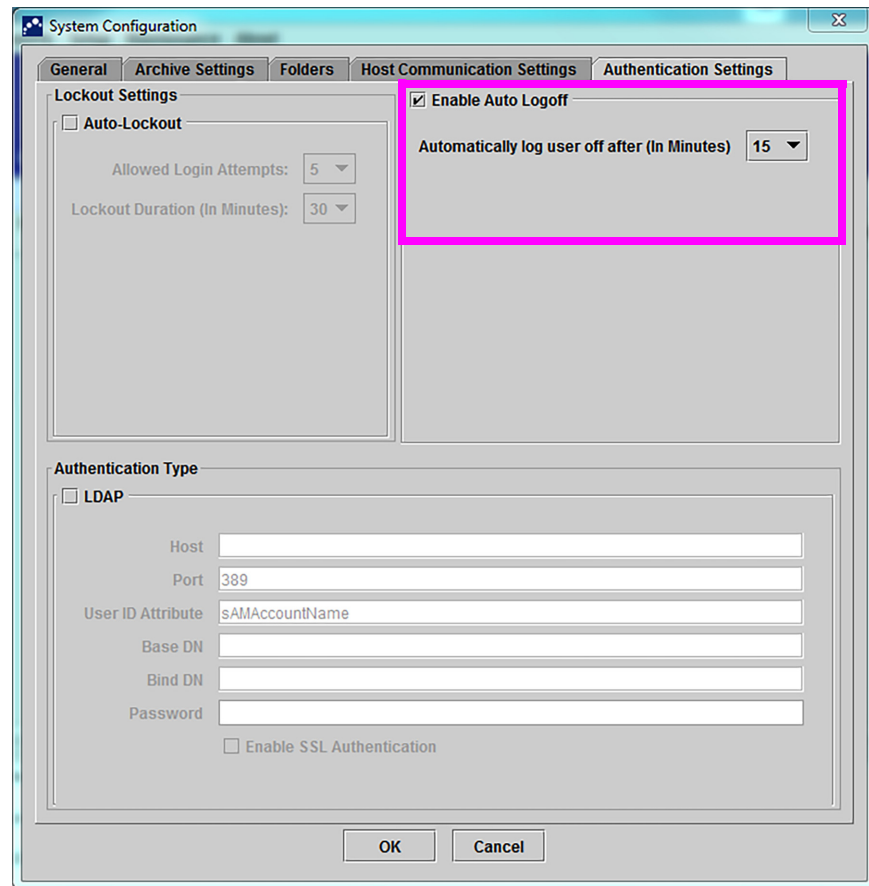 System Configuration
General Archive Settings Folders Host Communication Settings Authentication Settings
Lockout Settings
Auto-Lockout
Allowed Login Attempts: 5
Lockout Duration (In Minutes): 30
Enable Auto Logoff
Automatically log user off after (In Minutes) 15
Authentication Type
LDAP
Host
Port 389
User ID Attribute sAMAccountName
Base DN
Bind DN
Password
Enable SSL Authentication
OK Cancel